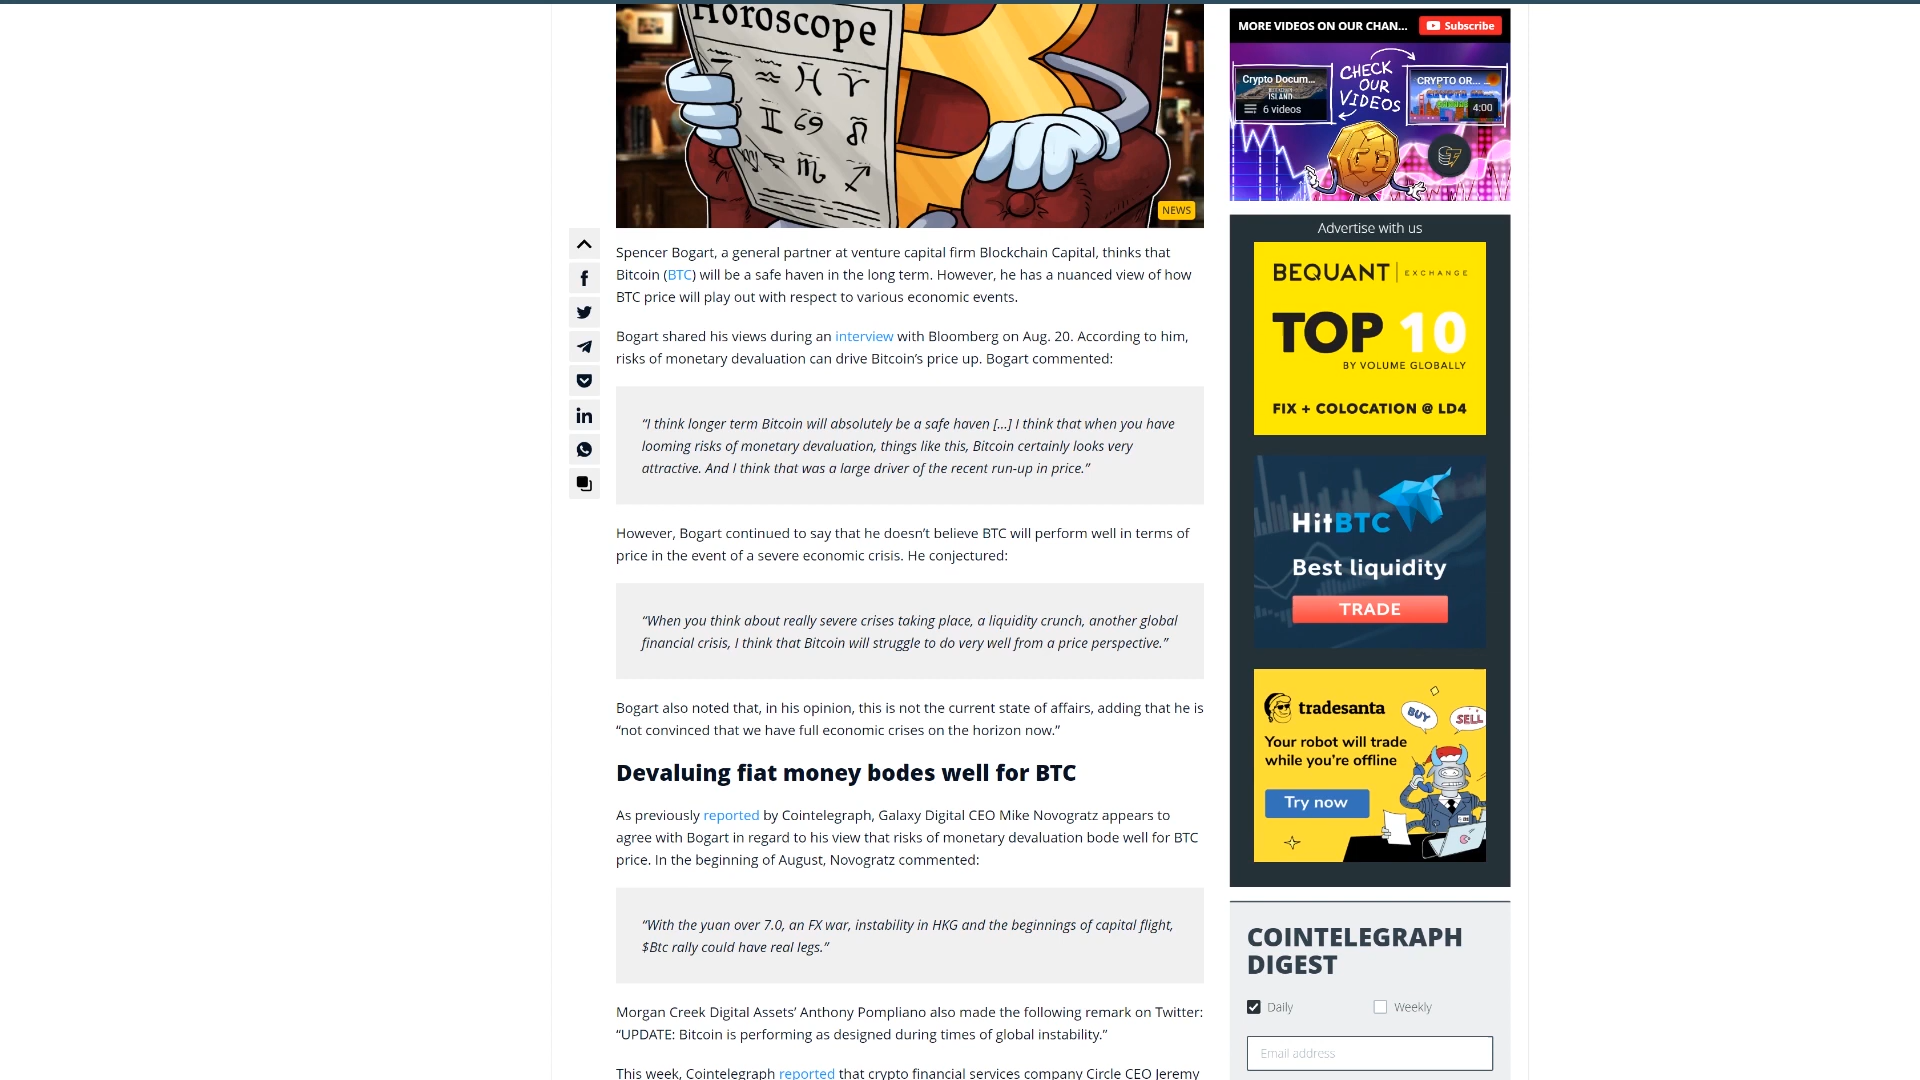 Horoscope
NEWS
Spencer Bogart, a general partner at venture capital firm Blockchain Capital, thinks that
Bitcoin (BTC) will be a safe haven in the long term. However, he has a nuanced view of how
BTC price will play out with respect to various economic events.
Bogart shared his views during an interview with Bloomberg on Aug. 20. According to him,
risks of monetary devaluation can drive Bitcoin’s price up. Bogart commented:
“I think longer term Bitcoin will absolutely be a safe haven [...] I think that when you have
looming risks of monetary devaluation, things like this, Bitcoin certainly looks very
attractive. And I think that was a large driver of the recent run-up in price.”
However, Bogart continued to say that he doesn’t believe BTC will perform well in terms of
price in the event of a severe economic crisis. He conjectured:
“When you think about really severe crises taking place, a liquidity crunch, another global
financial crisis, I think that Bitcoin will struggle to do very well from a price perspective.”
Bogart also noted that, in his opinion, this is not the current state of affairs, adding that he is
“not convinced that we have full economic crises on the horizon now.”
Devaluing fiat money bodes well for BTC
As previously reported by Cointelegraph, Galaxy Digital CEO Mike Novogratz appears to
agree with Bogart in regard to his view that risks of monetary devaluation bode well for BTC
price. In the beginning of August, Novogratz commented:
“With the yuan over 7.0, an FX war, instability in HKG and the beginnings of capital flight,
$Btc rally could have real legs.”
Morgan Creek Digital Assets’ Anthony Pompliano also made the following remark on Twitter:
“UPDATE: Bitcoin is performing as designed during times of global instability.”
This week, Cointelegraph reported that crypto financial services company Circle CEO Jeremy
MORE VIDEOS ON OUR CHAN...
Subscribe
Crypto Docum...
ISLAND
6 videos
CHECK
OUR
VIDEOS
CRYPTO OR...
4:00
Advertise with us
BEQUANT | EXCHANGE
TOP 10
BY VOLUME GLOBALLY
FIX + COLOCATION @ LD4
HitBTC
Best liquidity
TRADE
tradesanta
BUY
SELL
Your robot will trade
while you’re offline
Try now
COINTELEGRAPH
DIGEST
Daily
Weekly
Email address